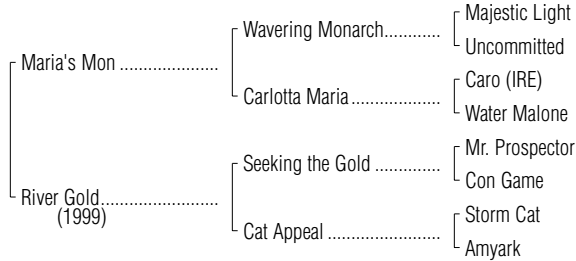 Majestic Light
Wavering Monarch............
Uncommitted
Maria's Mon .....................
Caro (IRE)
Carlotta Maria...................
Water Malone
Mr. Prospector
Seeking the Gold ..............
Con Game
River Gold.........................
(1999)
Storm Cat
Cat Appeal ........................
Amyark